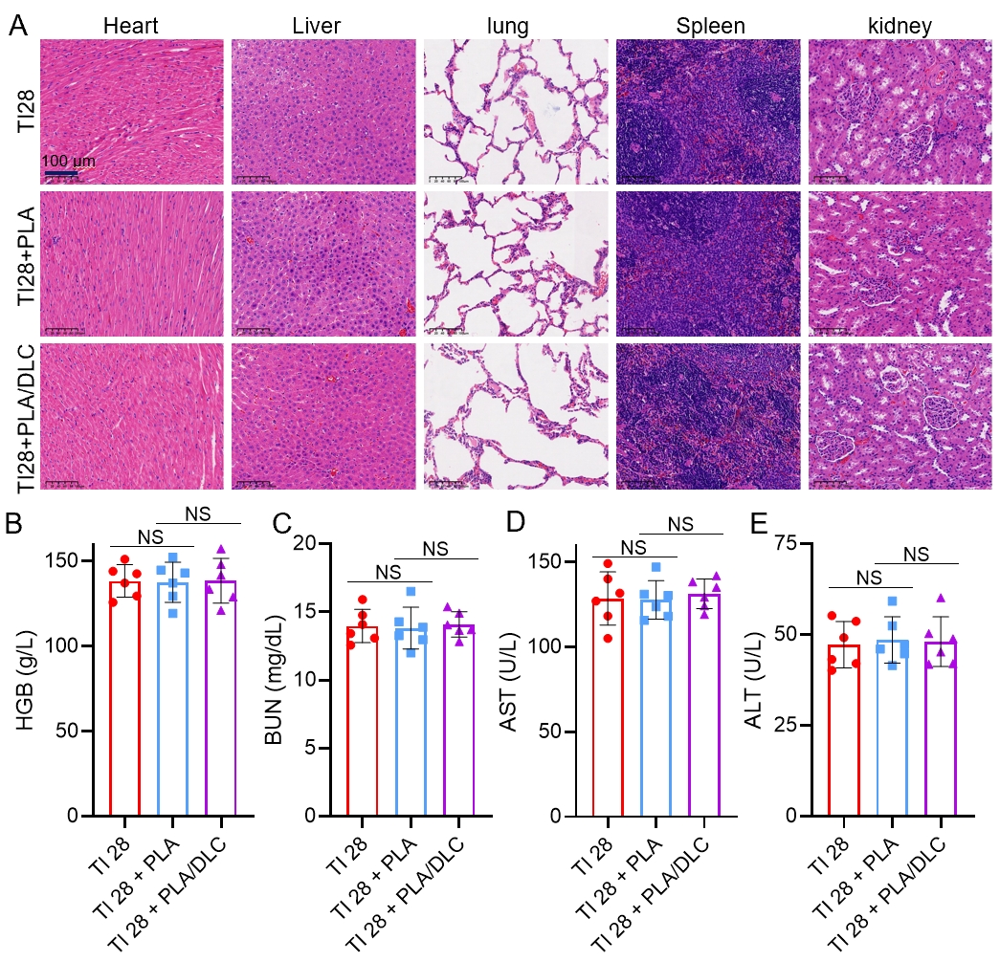 A
Heart Liver lung Spleen kidney
TI28
100 μm
TI28+PLA
TI28+PLA/DLC
B
NS
NS
HGB (g/L)
150
100
50
0
TI 28
TI 28 + PLA
TI 28 + PLA/DLC
C
NS
NS
BUN (mg/dL)
20
15
10
5
0
TI 28
TI 28 + PLA
TI 28 + PLA/DLC
D
NS
NS
AST (U/L)
150
100
50
0
TI 28
TI 28 + PLA
TI 28 + PLA/DLC
E
NS
NS
ALT (U/L)
75
50
25
0
TI 28
TI 28 + PLA
TI 28 + PLA/DLC